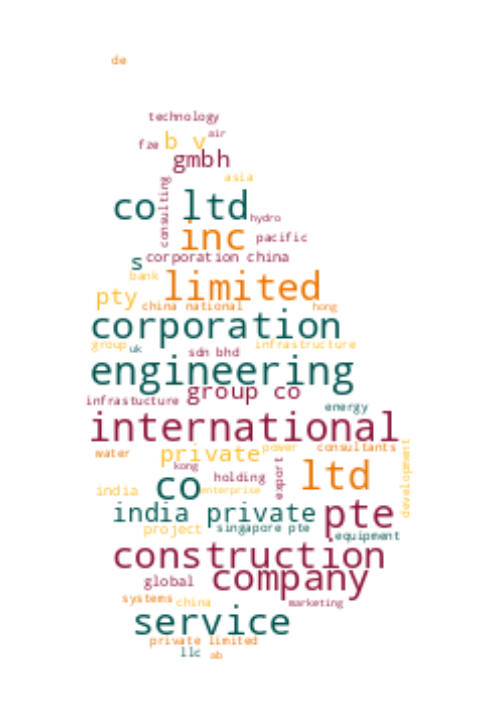 de
technology
air
fze b v
gmbh
asia
consulting
co ltd
hydro
inc pacific
s corporation china
bank limited
pty china national hong
corporation
group uk infrastructure
sdn bhd
engineering
infrastucture group co
energy
international
water private power consultants
kong ltd
development
export
holding
india co enterprise
india private pte
project singapore pte equipment
construction
global company
systems china marketing
service
private limited
llc ab